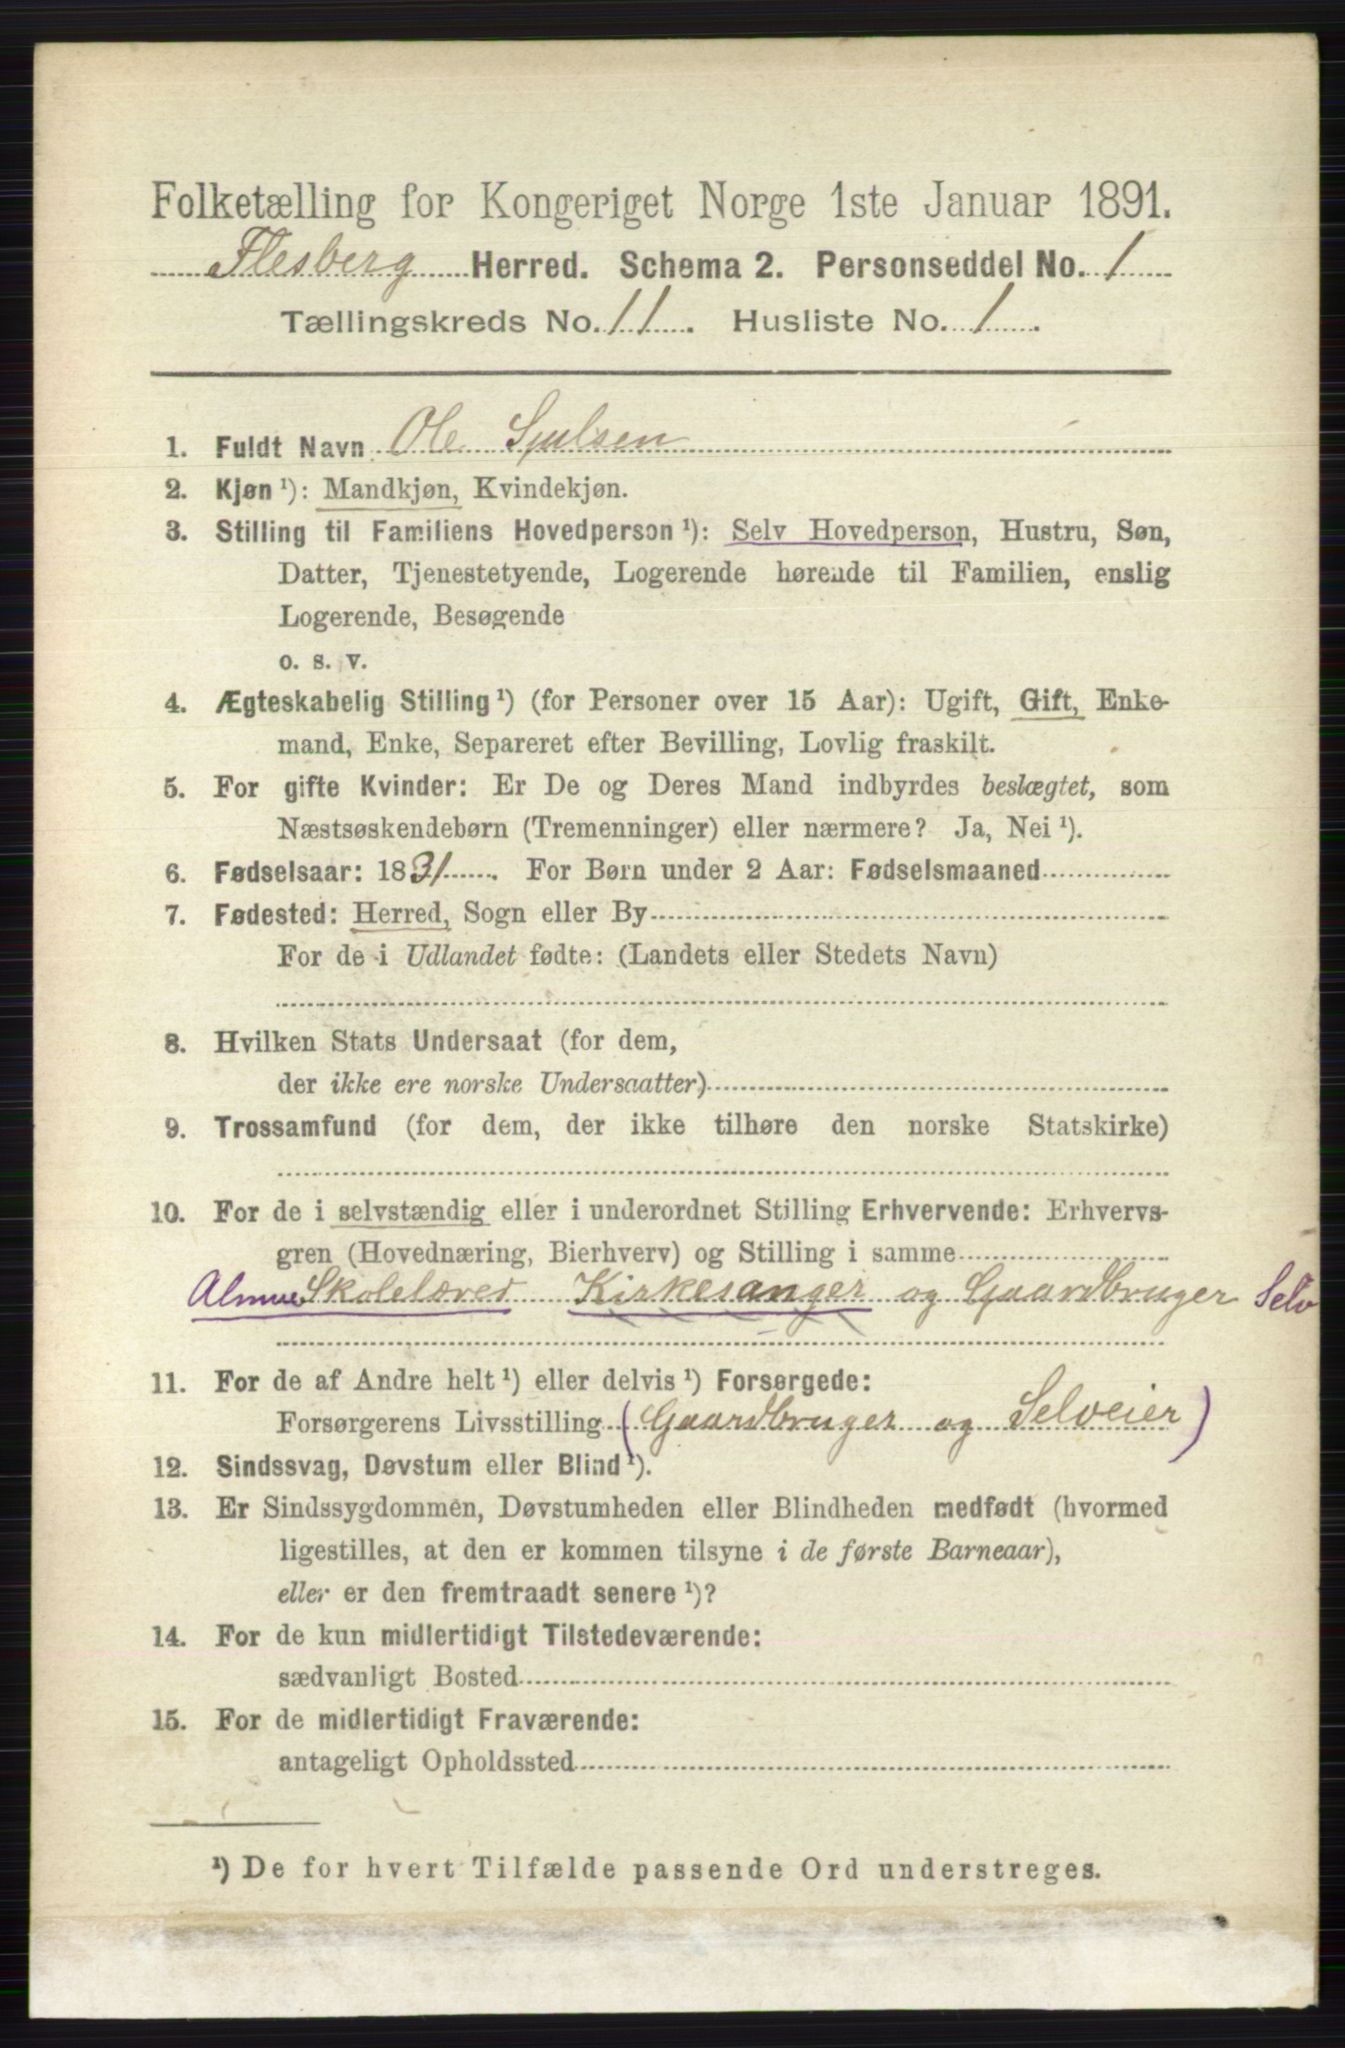 Folketælling for Kongeriget Norge 1ste Januar 1891.
Flesberg Herred. Schema 2. Personseddel No. 1
Tællingskreds No. 11. Husliste No. 1.
1. Fuldt Navn Ole Sjulsen
2. Kjøn ¹): Mandkjøn, Kvindekjøn.
3. Stilling til Familiens Hovedperson ¹): Selv Hovedperson, Hustru, Søn,
Datter, Tjenestetyende, Logerende hørende til Familien, enslig
Logerende, Besøgende
o. s. v.
4. Ægteskabelig Stilling ¹) (for Personer over 15 Aar): Ugift, Gift, Enke-
mand, Enke, Separeret efter Bevilling, Lovlig fraskilt.
5. For gifte Kvinder: Er De og Deres Mand indbyrdes beslægtet, som
Næstsøskendebørn (Tremenninger) eller nærmere? Ja, Nei ¹).
6. Fødselsaar: 1831. For Børn under 2 Aar: Fødselsmaaned
7. Fødested: Herred, Sogn eller By
For de i Udlandet fødte: (Landets eller Stedets Navn)
8. Hvilken Stats Undersaat (for dem,
der ikke ere norske Undersaatter)
9. Trossamfund (for dem, der ikke tilhøre den norske Statskirke)
10. For de i selvstændig eller i underordnet Stilling Erhvervende: Erhvervs-
gren (Hovednæring, Bierhverv) og Stilling i samme
Almue Skolelærer Kirkesanger og Gaardbruger Selv
11. For de af Andre helt ¹) eller delvis ¹) Forsørgede:
Forsørgerens Livsstilling (Gaardbruger og Selveier)
12. Sindssvag, Døvstum eller Blind ¹).
13. Er Sindssygdommen, Døvstumheden eller Blindheden medfødt (hvormed
ligestilles, at den er kommen tilsyne i de første Barneaar),
eller er den fremtraadt senere ¹)?
14. For de kun midlertidigt Tilstedeværende:
sædvanligt Bosted
15. For de midlertidigt Fraværende:
antageligt Opholdssted
¹) De for hvert Tilfælde passende Ord understreges.